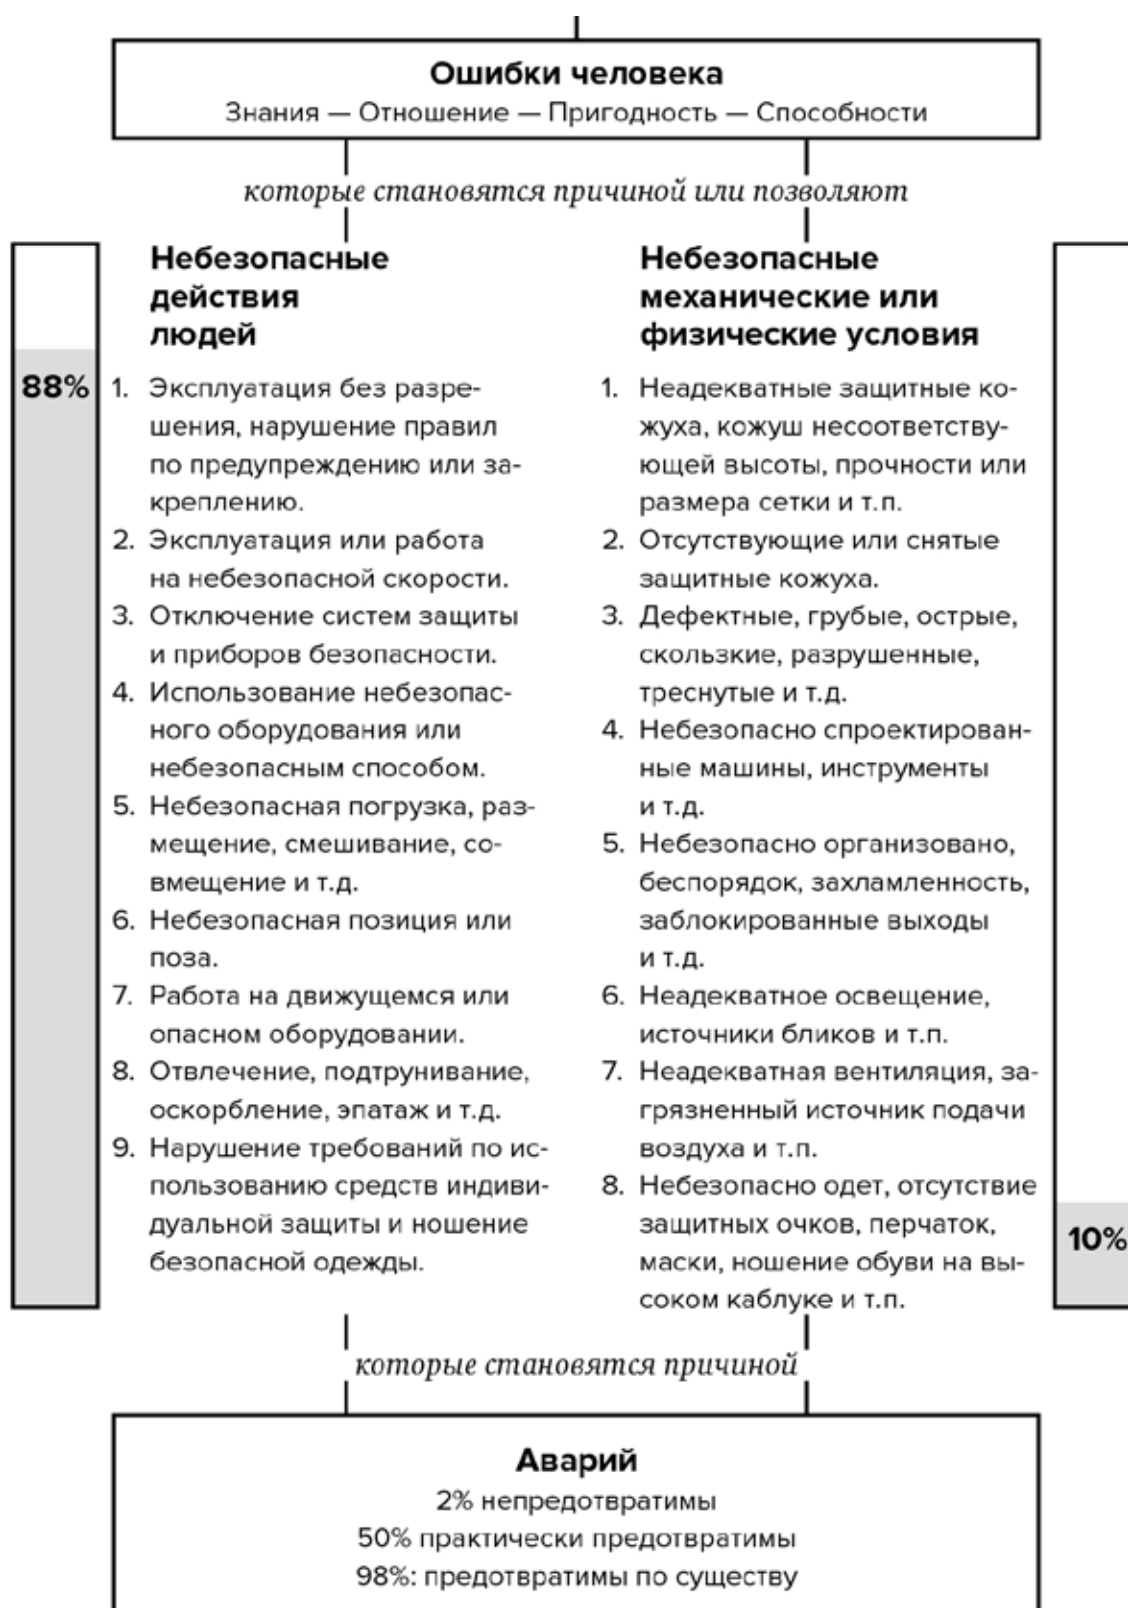 Ошибки человека
Знания — Отношение — Пригодность — Способности
которые становятся причиной или позволяют
Небезопасные
действия
людей
88%
1. Эксплуатация без разре-
шения, нарушение правил
по предупреждению или за-
креплению.
2. Эксплуатация или работа
на небезопасной скорости.
3. Отключение систем защиты
и приборов безопасности.
4. Использование небезопас-
ного оборудования или
небезопасным способом.
5. Небезопасная погрузка, раз-
мещение, смешивание, со-
вмещение и т.д.
6. Небезопасная позиция или
поза.
7. Работа на движущемся или
опасном оборудовании.
8. Отвлечение, подтрунивание,
оскорбление, эпатаж и т.д.
9. Нарушение требований по ис-
пользованию средств индиви-
дуальной защиты и ношение
безопасной одежды.
Небезопасные
механические или
физические условия
1. Неадекватные защитные ко-
жуха, кожуш несоответству-
ющей высоты, прочности или
размера сетки и т.п.
2. Отсутствующие или снятые
защитные кожуха.
3. Дефектные, грубые, острые,
скользкие, разрушенные,
треснутые и т.д.
4. Небезопасно спроектирован-
ные машины, инструменты
и т.д.
5. Небезопасно организовано,
беспорядок, захламленность,
заблокированные выходы
и т.д.
6. Неадекватное освещение,
источники бликов и т.п.
7. Неадекватная вентиляция, за-
грязненный источник подачи
воздуха и т.п.
8. Небезопасно одет, отсутствие
защитных очков, перчаток,
маски, ношение обуви на вы-
соком каблуке и т.п.
10%
которые становятся причиной
Аварий
2% непредотвратимы
50% практически предотвратимы
98%: предотвратимы по существу